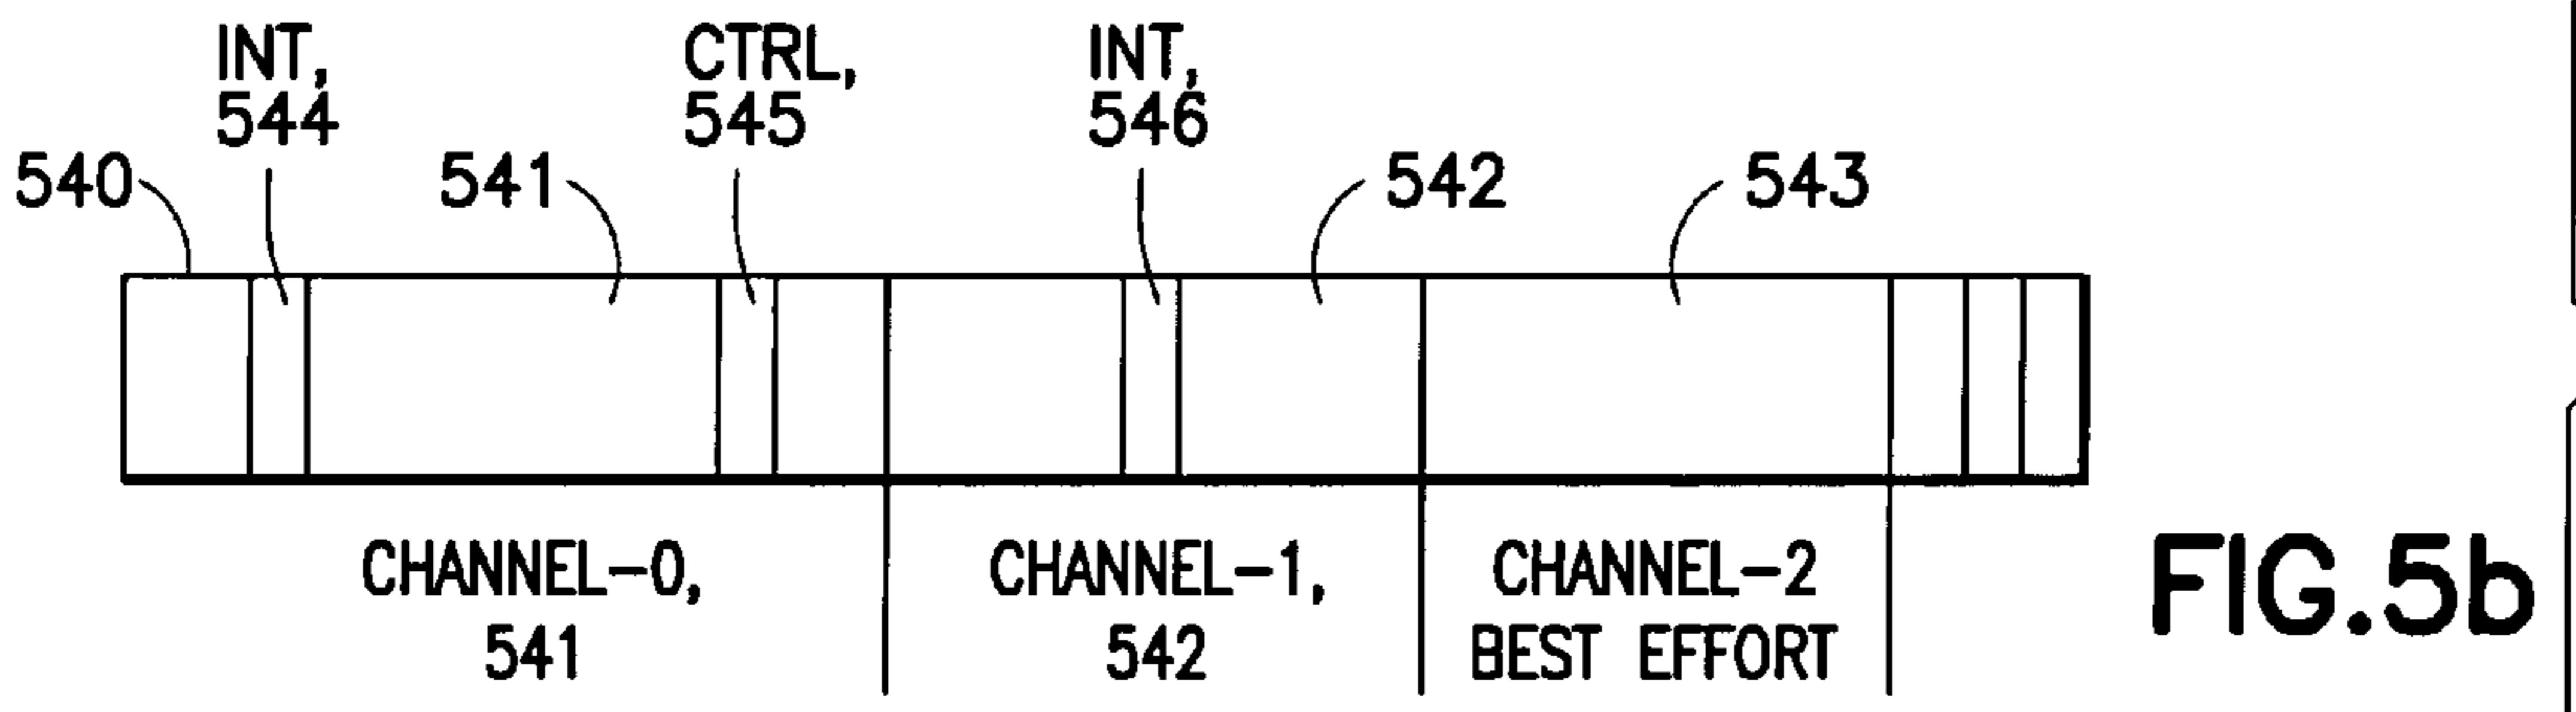 INT,
544
CTRL,
545
INT,
546
540
541
542
543
CHANNEL-0,
541
CHANNEL-1,
542
CHANNEL-2
BEST EFFORT
FIG.5b